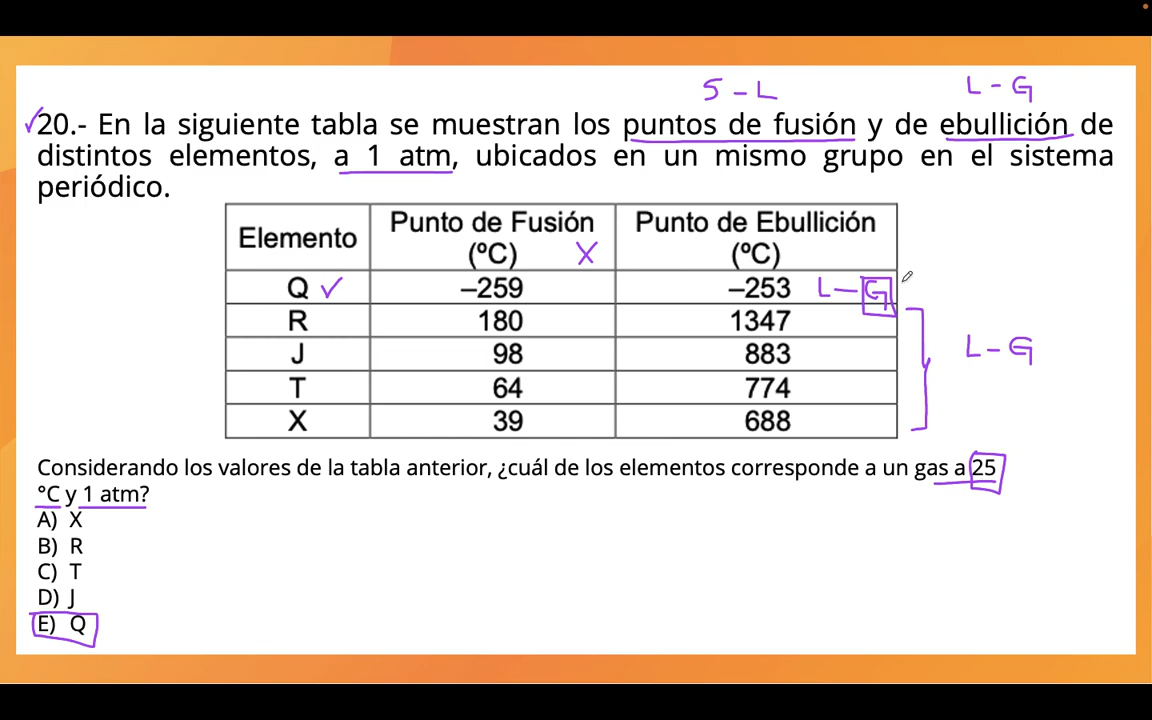 S - L
L - G
✓20.- En la siguiente tabla se muestran los puntos de fusión y de ebullición de
distintos elementos, a 1 atm, ubicados en un mismo grupo en el sistema
periódico.
Elemento Punto de Fusión (ºC) X Punto de Ebullición (ºC)
Q ✓ –259 –253 L - G
R 180 1347
J 98 883
L - G
T 64 774
X 39 688
Considerando los valores de la tabla anterior, ¿cuál de los elementos corresponde a un gas a 25
°C y 1 atm?
A) X
B) R
C) T
D) J
E) Q